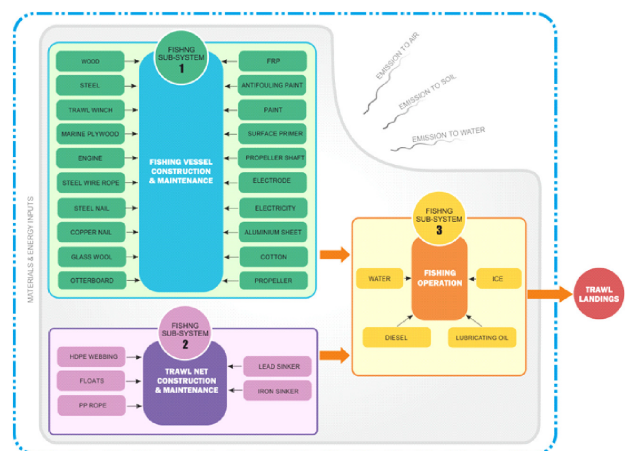 FISHNG
SUB-SYSTEM
1
WOOD
STEEL
TRAWL WINCH
MARINE PLYWOOD
ENGINE
STEEL WIRE ROPE
STEEL NAIL
COPPER NAIL
GLASS WOOL
OTTERBOARD
FISHING VESSEL
CONSTRUCTION
& MAINTENANCE
FRP
ANTIFOULING PAINT
PAINT
SURFACE PRIMER
PROPELLER SHAFT
ELECTRODE
ELECTRICITY
ALUMINIUM SHEET
COTTON
PROPELLER
EMISSION TO AIR
EMISSION TO SOIL
EMISSION TO WATER
MATERIALS & ENERGY INPUTS
FISHNG
SUB-SYSTEM
2
HDPE WEBBING
FLOATS
PP ROPE
TRAWL NET
CONSTRUCTION
& MAINTENANCE
LEAD SINKER
IRON SINKER
FISHNG
SUB-SYSTEM
3
WATER
FISHING
OPERATION
ICE
DIESEL
LUBRICATING OIL
TRAWL
LANDINGS